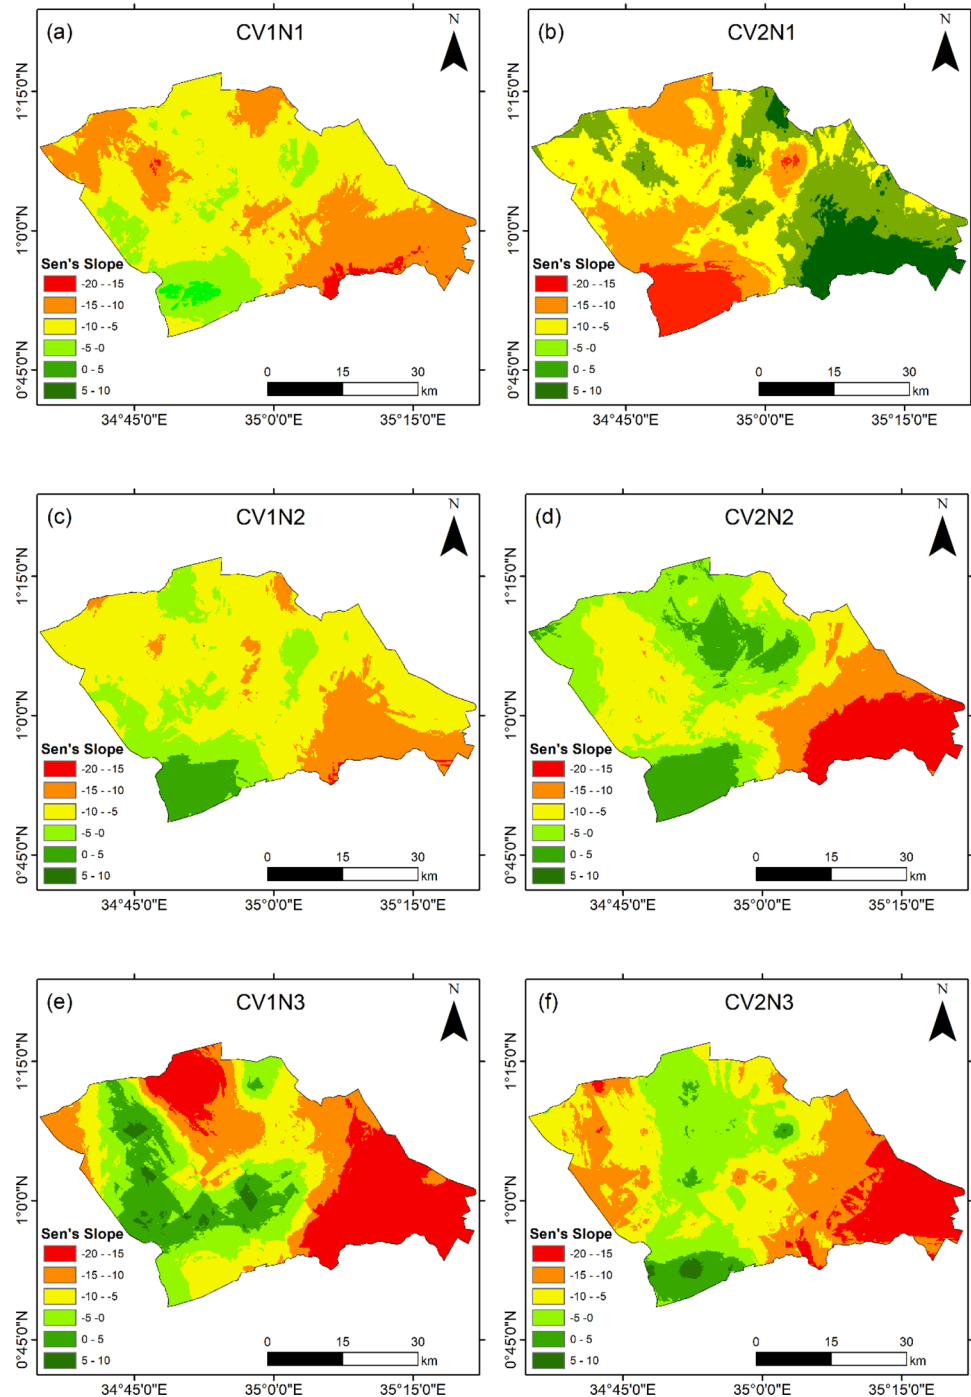 (a) CV1N1 N
1°15'0"N
1°0'0"N
0°45'0"N
Sen's Slope
-20 - -15
-15 - -10
-10 - -5
-5 -0
0 - 5
5 - 10
0 15 30
km
34°45'0"E 35°0'0"E 35°15'0"E
(b) CV2N1 N
1°15'0"N
1°0'0"N
0°45'0"N
Sen's Slope
-20 - -15
-15 - -10
-10 - -5
-5 -0
0 - 5
5 - 10
0 15 30
km
34°45'0"E 35°0'0"E 35°15'0"E
(c) CV1N2 N
1°15'0"N
1°0'0"N
0°45'0"N
Sen's Slope
-20 - -15
-15 - -10
-10 - -5
-5 -0
0 - 5
5 - 10
0 15 30
km
34°45'0"E 35°0'0"E 35°15'0"E
(d) CV2N2 N
1°15'0"N
1°0'0"N
0°45'0"N
Sen's Slope
-20 - -15
-15 - -10
-10 - -5
-5 -0
0 - 5
5 - 10
0 15 30
km
34°45'0"E 35°0'0"E 35°15'0"E
(e) CV1N3 N
1°15'0"N
1°0'0"N
0°45'0"N
Sen's Slope
-20 - -15
-15 - -10
-10 - -5
-5 -0
0 - 5
5 - 10
0 15 30
km
34°45'0"E 35°0'0"E 35°15'0"E
(f) CV2N3 N
1°15'0"N
1°0'0"N
0°45'0"N
Sen's Slope
-20 - -15
-15 - -10
-10 - -5
-5 -0
0 - 5
5 - 10
0 15 30
km
34°45'0"E 35°0'0"E 35°15'0"E